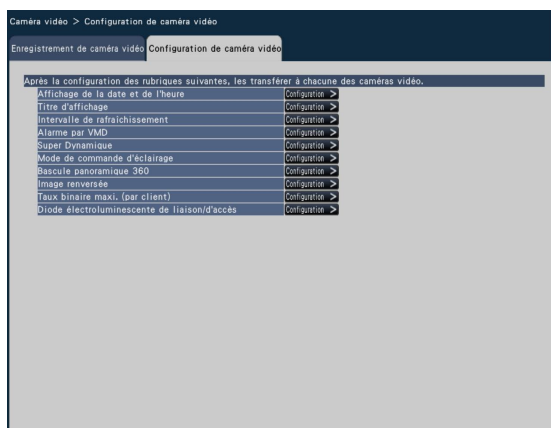 Caméra vidéo > Configuration de caméra vidéo
Enregistrement de caméra vidéo Configuration de caméra vidéo
Après la configuration des rubriques suivantes, les transférer à chacune des caméras vidéo.
Affichage de la date et de l'heure Configuration >
Titre d'affichage Configuration >
Intervalle de rafraîchissement Configuration >
Alarme par VMD Configuration >
Super Dynamique Configuration >
Mode de commande d'éclairage Configuration >
Bascule panoramique 360 Configuration >
Image renversée Configuration >
Taux binaire maxi. (par client) Configuration >
Diode électroluminescente de liaison/d'accès Configuration >